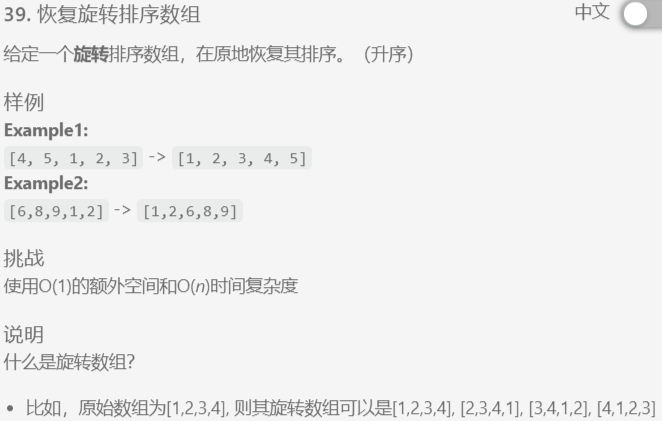 39. 恢复旋转排序数组 中文
给定一个旋转排序数组，在原地恢复其排序。（升序）
样例
Example1:
[4, 5, 1, 2, 3] -> [1, 2, 3, 4, 5]
Example2:
[6,8,9,1,2] -> [1,2,6,8,9]
挑战
使用O(1)的额外空间和O(n)时间复杂度
说明
什么是旋转数组？
• 比如，原始数组为[1,2,3,4], 则其旋转数组可以是[1,2,3,4], [2,3,4,1], [3,4,1,2], [4,1,2,3]